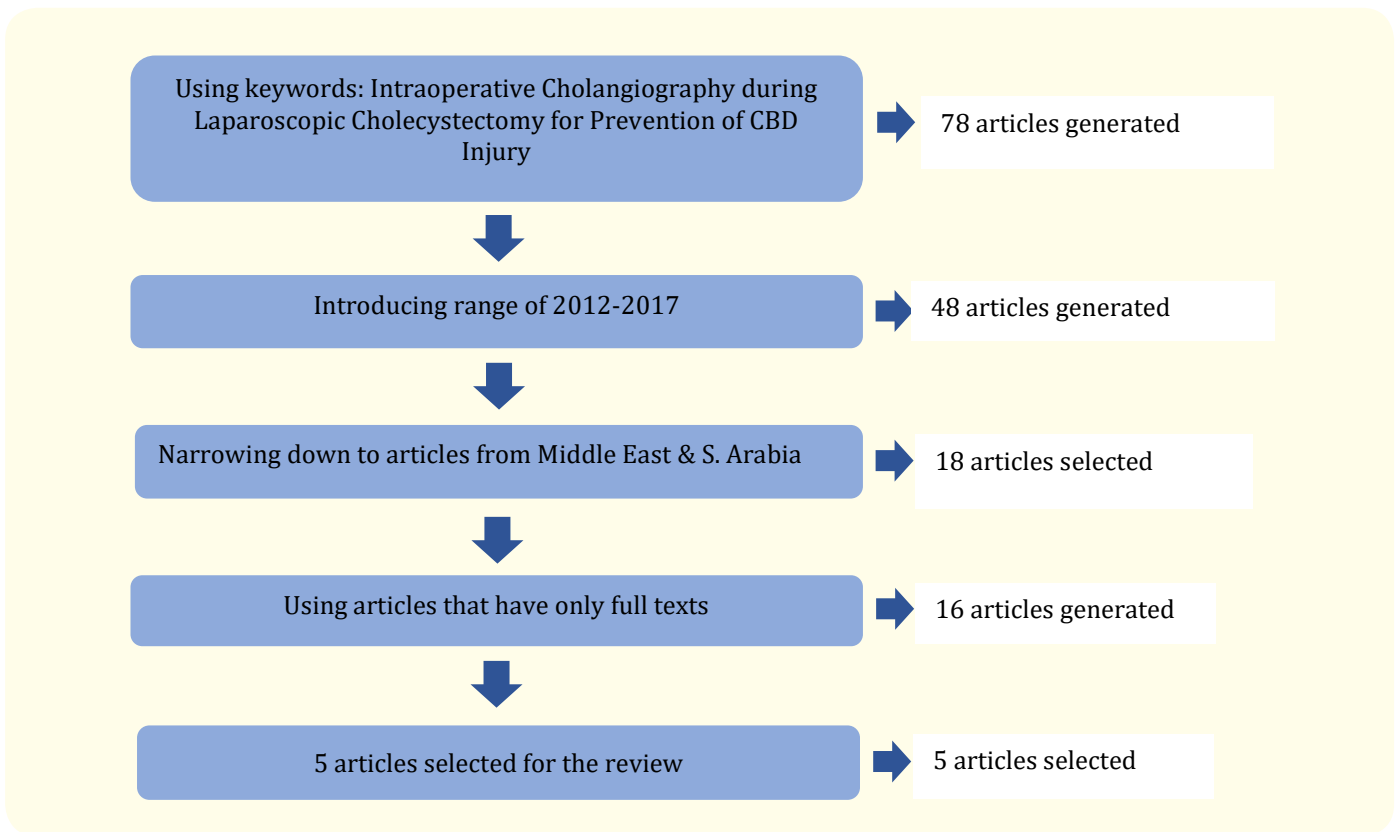 Using keywords: Intraoperative Cholangiography during
Laparoscopic Cholecystectomy for Prevention of CBD
Injury
78 articles generated
Introducing range of 2012-2017
48 articles generated
Narrowing down to articles from Middle East & S. Arabia
18 articles selected
Using articles that have only full texts
16 articles generated
5 articles selected for the review
5 articles selected